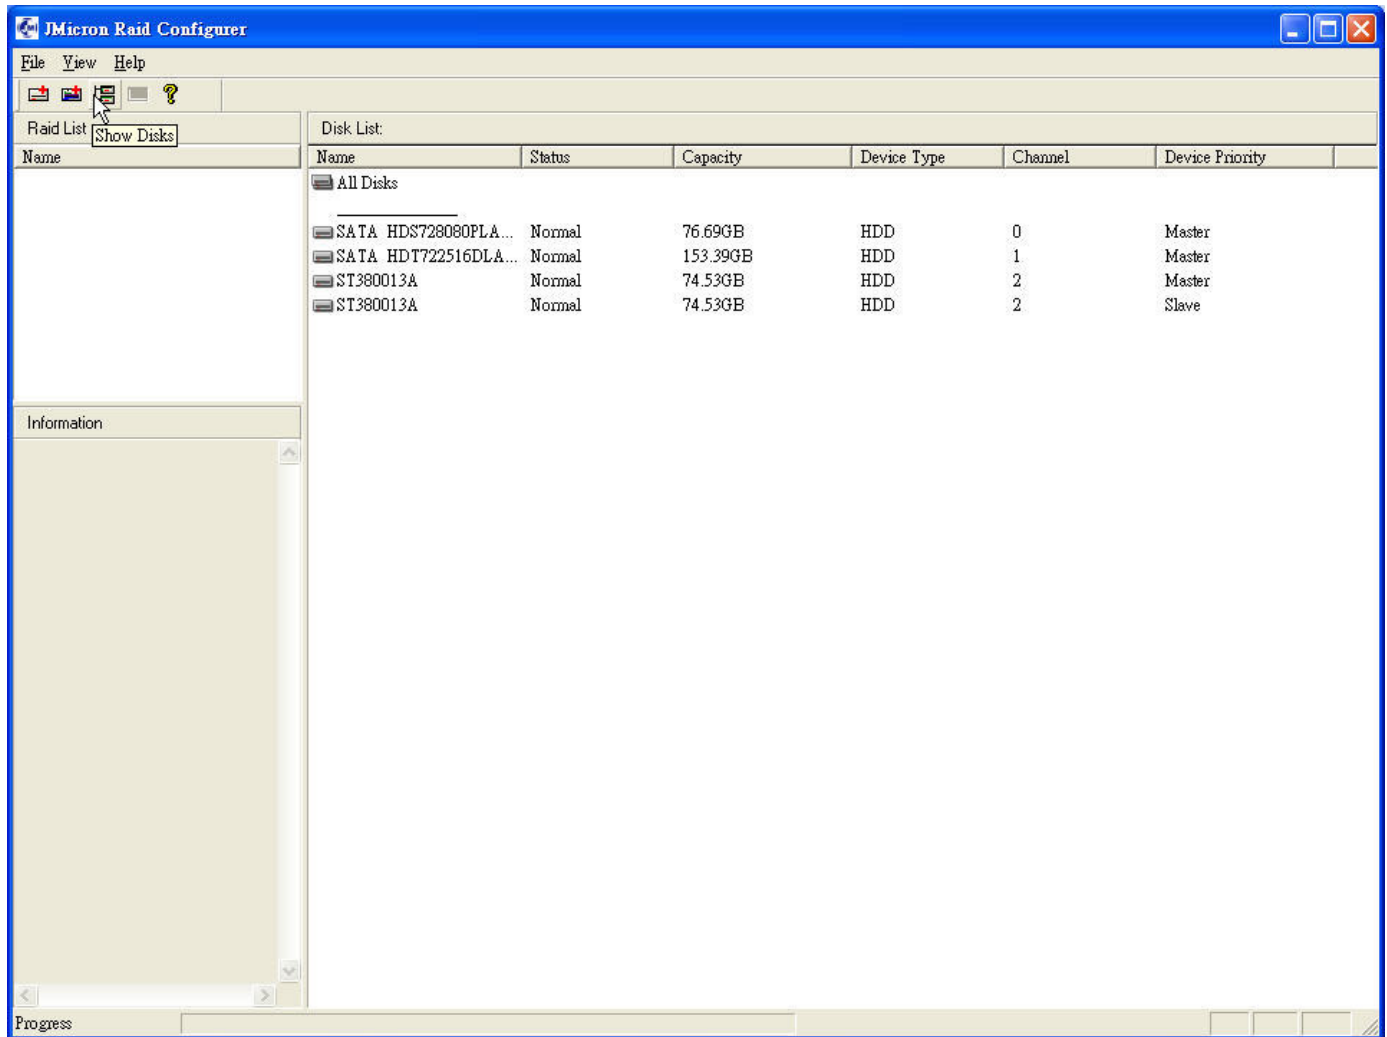 JMicron Raid Configurer
File View Help
Raid List
Show Disks
Name
Disk List:
Name Status Capacity Device Type Channel Device Priority
All Disks
SATA HDS728080PLA... Normal 76.69GB HDD 0 Master
SATA HDT722516DLA... Normal 153.39GB HDD 1 Master
ST380013A Normal 74.53GB HDD 2 Master
ST380013A Normal 74.53GB HDD 2 Slave
Information
Progress